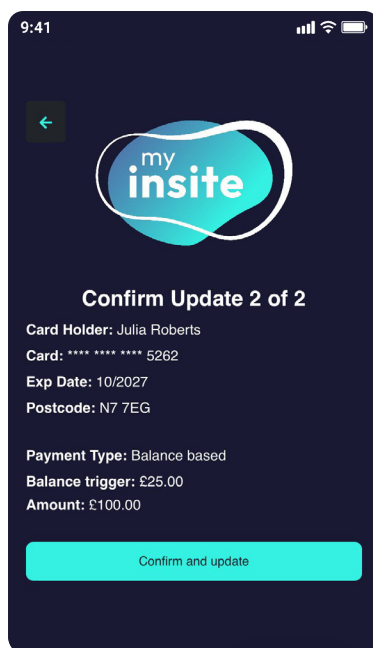 9:41
my
insite
Confirm Update 2 of 2
Card Holder: Julia Roberts
Card: **** **** **** 5262
Exp Date: 10/2027
Postcode: N7 7EG
Payment Type: Balance based
Balance trigger: £25.00
Amount: £100.00
Confirm and update